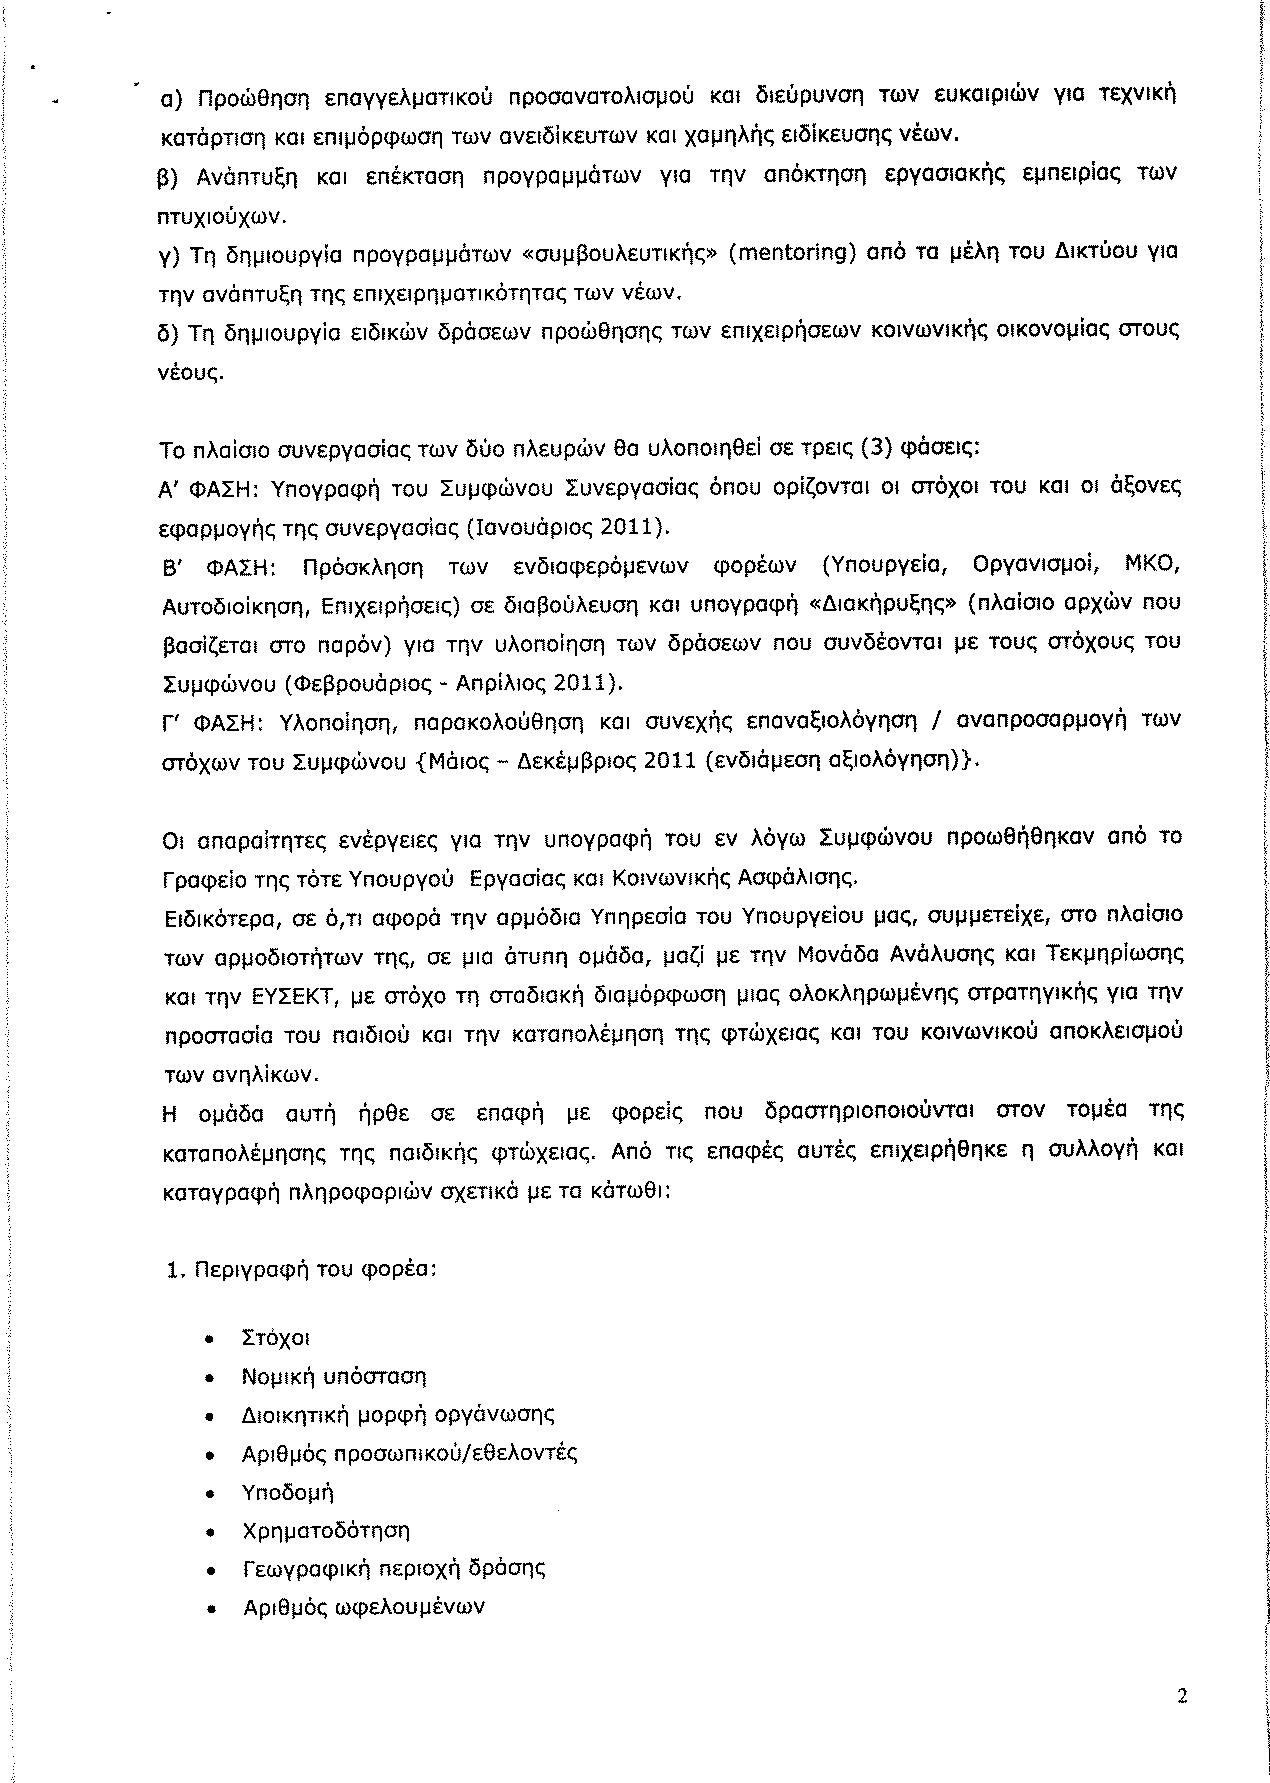 α) Προώθηση επαγγελματικού προσανατολισμού και διεύρυνση των ευκαιριών για τεχνική
κατάρτιση και επιμόρφωση των ανειδίκευτων και χαμηλής ειδίκευσης νέων.
β) Ανάπτυξη και επέκταση προγραμμάτων για την απόκτηση εργασιακής εμπειρίας των
πτυχιούχων.
γ) Τη δημιουργία προγραμμάτων «συμβουλευτικής» (mentoring) από τα μέλη του Δικτύου για
την ανάπτυξη της επιχειρηματικότητας των νέων.
δ) Τη δημιουργία ειδικών δράσεων προώθησης των επιχειρήσεων κοινωνικής οικονομίας στους
νέους.
Το πλαίσιο συνεργασίας των δύο πλευρών θα υλοποιηθεί σε τρεις (3) φάσεις:
Α' ΦΑΣΗ: Υπογραφή του Συμφώνου Συνεργασίας όπου ορίζονται οι στόχοι του και οι άξονες
εφαρμογής της συνεργασίας (Ιανουάριος 2011).
Β' ΦΑΣΗ: Πρόσκληση των ενδιαφερόμενων φορέων (Υπουργεία, Οργανισμοί, ΜΚΟ,
Αυτοδιοίκηση, Επιχειρήσεις) σε διαβούλευση και υπογραφή «Διακήρυξης» (πλαίσιο αρχών που
βασίζεται στο παρόν) για την υλοποίηση των δράσεων που συνδέονται με τους στόχους του
Συμφώνου (Φεβρουάριος - Απρίλιος 2011).
Γ' ΦΑΣΗ: Υλοποίηση, παρακολούθηση και συνεχής επαναξιολόγηση / αναπροσαρμογή των
στόχων του Συμφώνου {Μάιος – Δεκέμβριος 2011 (ενδιάμεση αξιολόγηση)}.
Οι απαραίτητες ενέργειες για την υπογραφή του εν λόγω Συμφώνου προωθήθηκαν από το
Γραφείο της τότε Υπουργού Εργασίας και Κοινωνικής Ασφάλισης.
Ειδικότερα, σε ό,τι αφορά την αρμόδια Υπηρεσία του Υπουργείου μας, συμμετείχε, στο πλαίσιο
των αρμοδιοτήτων της, σε μια άτυπη ομάδα, μαζί με την Μονάδα Ανάλυσης και Τεκμηρίωσης
και την ΕΥΣΕΚΤ, με στόχο τη σταδιακή διαμόρφωση μιας ολοκληρωμένης στρατηγικής για την
προστασία του παιδιού και την καταπολέμηση της φτώχειας και του κοινωνικού αποκλεισμού
των ανηλίκων.
Η ομάδα αυτή ήρθε σε επαφή με φορείς που δραστηριοποιούνται στον τομέα της
καταπολέμησης της παιδικής φτώχειας. Από τις επαφές αυτές επιχειρήθηκε η συλλογή και
καταγραφή πληροφοριών σχετικά με τα κάτωθι:
1. Περιγραφή του φορέα:
• Στόχοι
• Νομική υπόσταση
• Διοικητική μορφή οργάνωσης
• Αριθμός προσωπικού/εθελοντές
• Υποδομή
• Χρηματοδότηση
• Γεωγραφική περιοχή δράσης
• Αριθμός ωφελουμένων
2